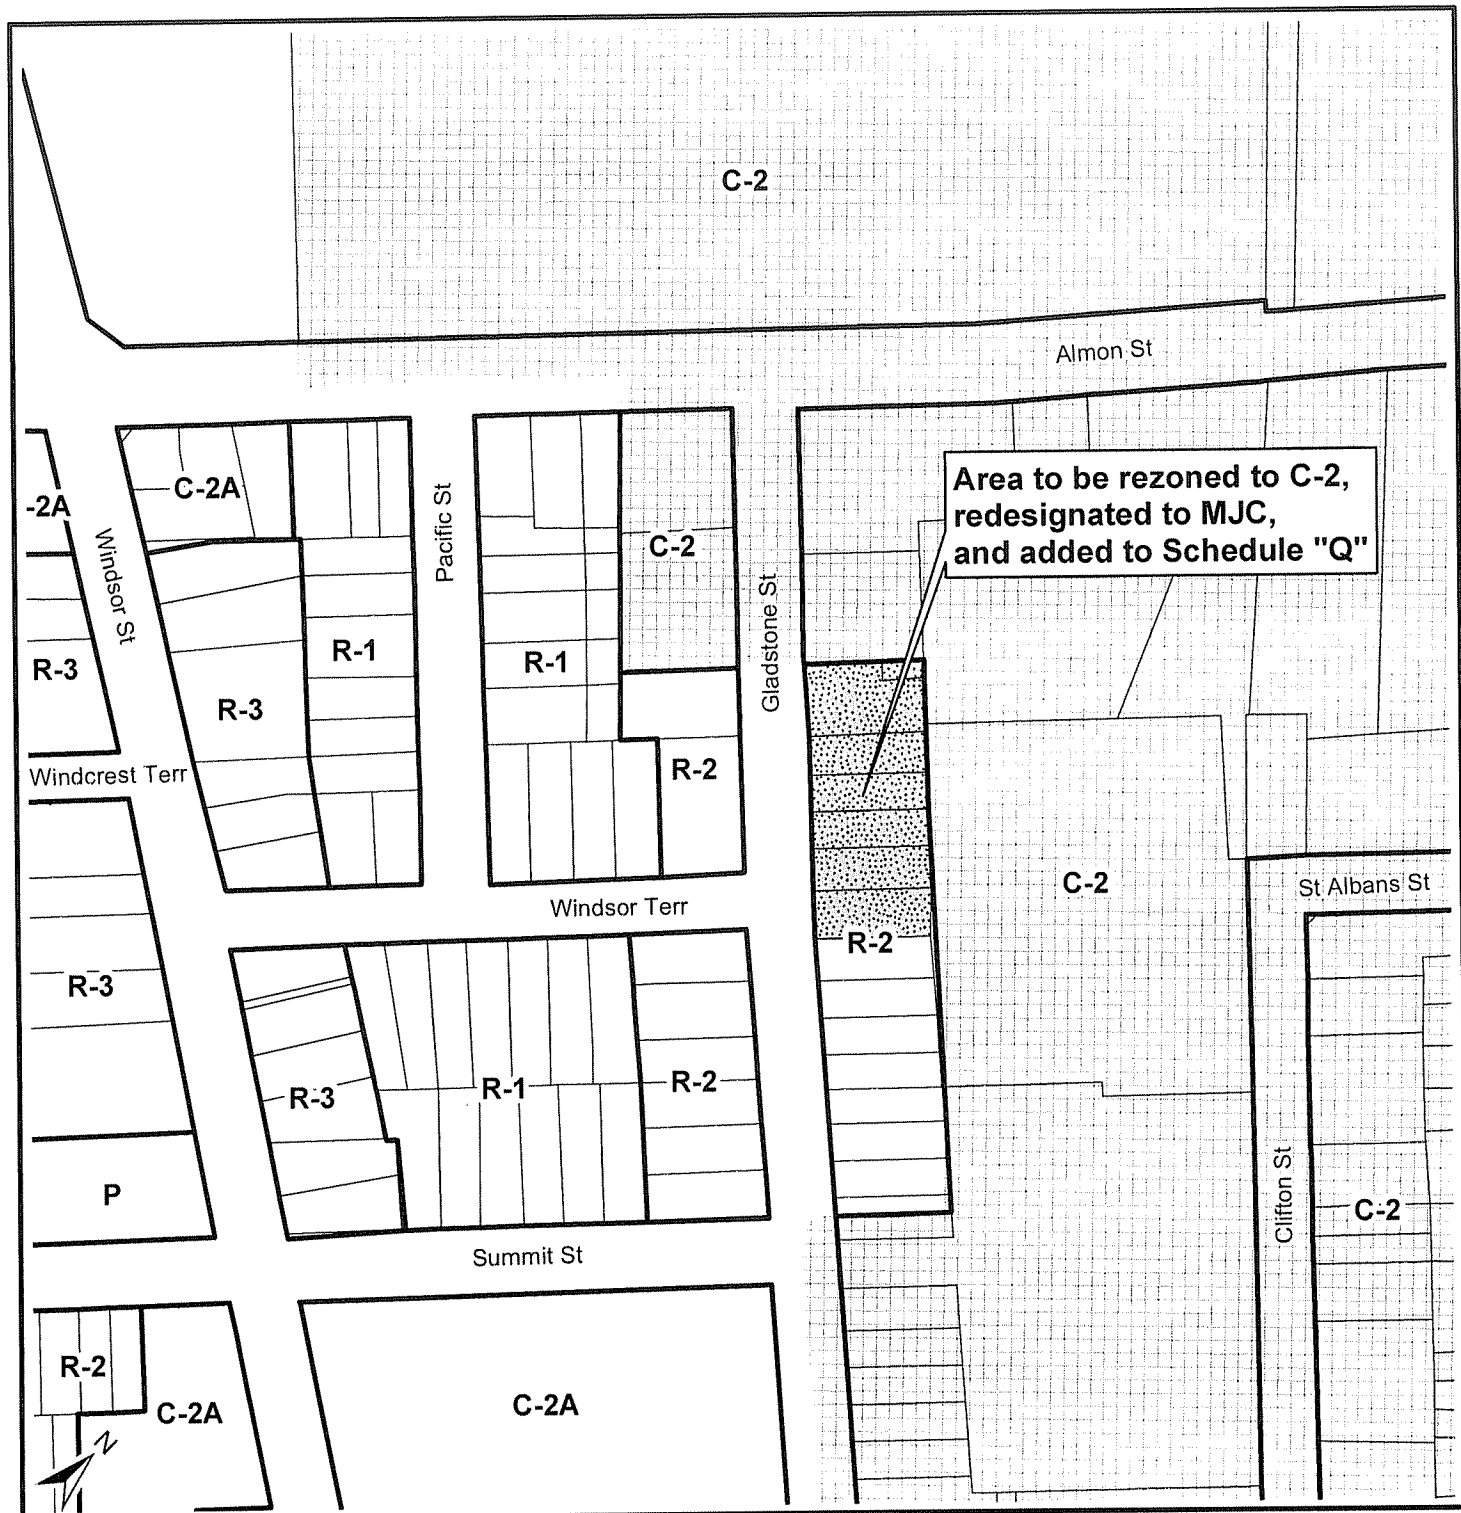 C-2
Almon St
Area to be rezoned to C-2,
redesignated to MJC,
and added to Schedule "Q"
-2A
C-2A
Windsor St
Pacific St
C-2
Gladstone St
R-3
R-3
R-1
R-1
R-2
Windcrest Terr
C-2
St Albans St
Windsor Terr
R-2
R-3
R-3
R-1
R-2
P
Clifton St
C-2
Summit St
R-2
C-2A
C-2A
N